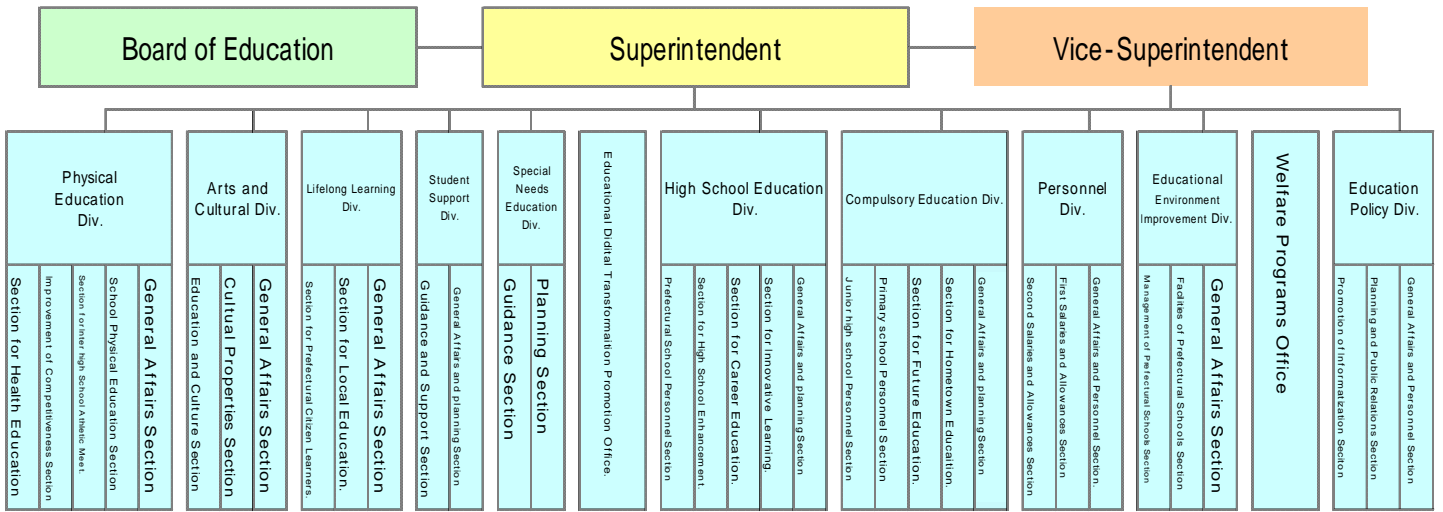 Board of Education
Superintendent
Vice-Superintendent
Physical
Education
Div.
Section for Health Education
Improvement of Competitiveness Section
Section for Inter high School Athletic Meet.
School Physical Education Section
General Affairs Section
Arts and
Cultural Div.
Education and Culture Section
Cultural Properties Section
General Affairs Section
Lifelong Learning
Div.
Section for Prefectural Citizen Learners.
Section for Local Education.
General Affairs Section
Student
Support
Div.
Guidance and Support Section
General Affairs and planning Section
Special
Needs
Education
Div.
Guidance Section
Planning Section
Educational Didital Transformaition Promotion Office.
High School Education
Div.
Prefectural School Personnel Section
Section for High School Enhancement.
Section for Career Education.
Section for Innovative Learning.
General Affairs and planning Section
Compulsory Education Div.
Junior high school Personnel Section
Primary school Personnel Section
Section for Future Education.
Section for Hometown Educaition.
General Affairs and planning Section
Personnel
Div.
Second Salaries and Allowances Section
First Salaries and Allowances Section
General Affairs and Personnel Section.
Educational
Environment
Improvement Div.
Management of Prefectural Schools Section
Facilities of Prefectural Schools Section
General Affairs Section
Welfare Programs Office
Education
Policy Div.
Promotion of Informatization Seciton
Planning and Public Relations Section
General Affairs and Personnel Section